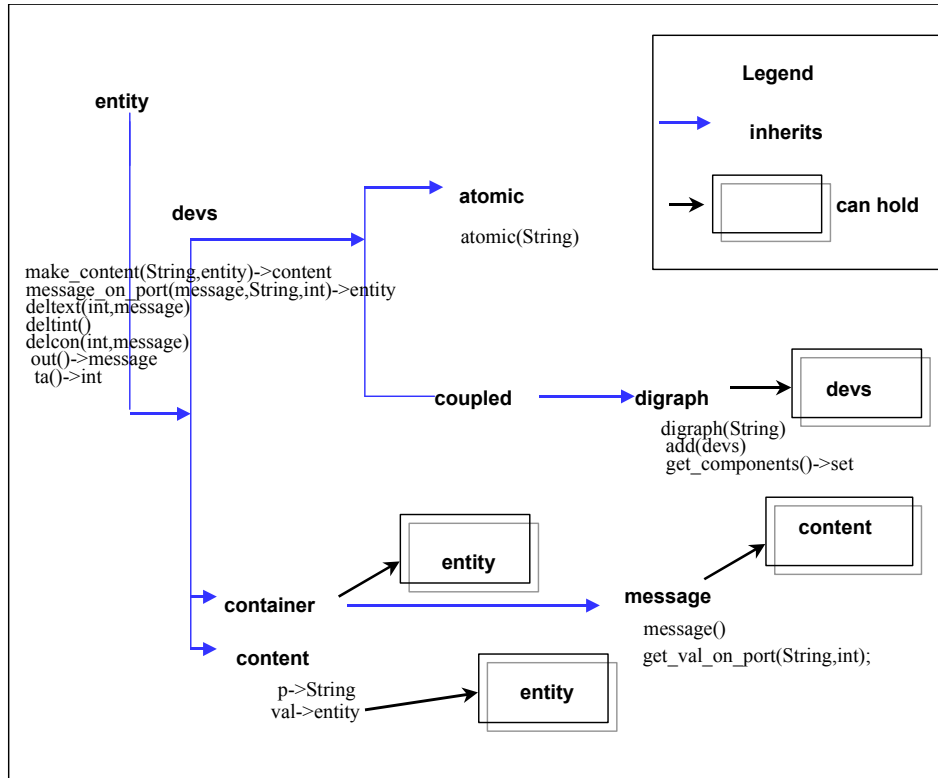 Legend
inherits
can hold
entity
devs
make_content(String,entity)->content
message_on_port(message,String,int)->entity
deltext(int,message)
deltint()
delcon(int,message)
out()->message
ta()->int
atomic
atomic(String)
coupled
digraph
digraph(String)
add(devs)
get_components()->set
devs
container
entity
message
message()
get_val_on_port(String,int);
content
content
p->String
val->entity
entity